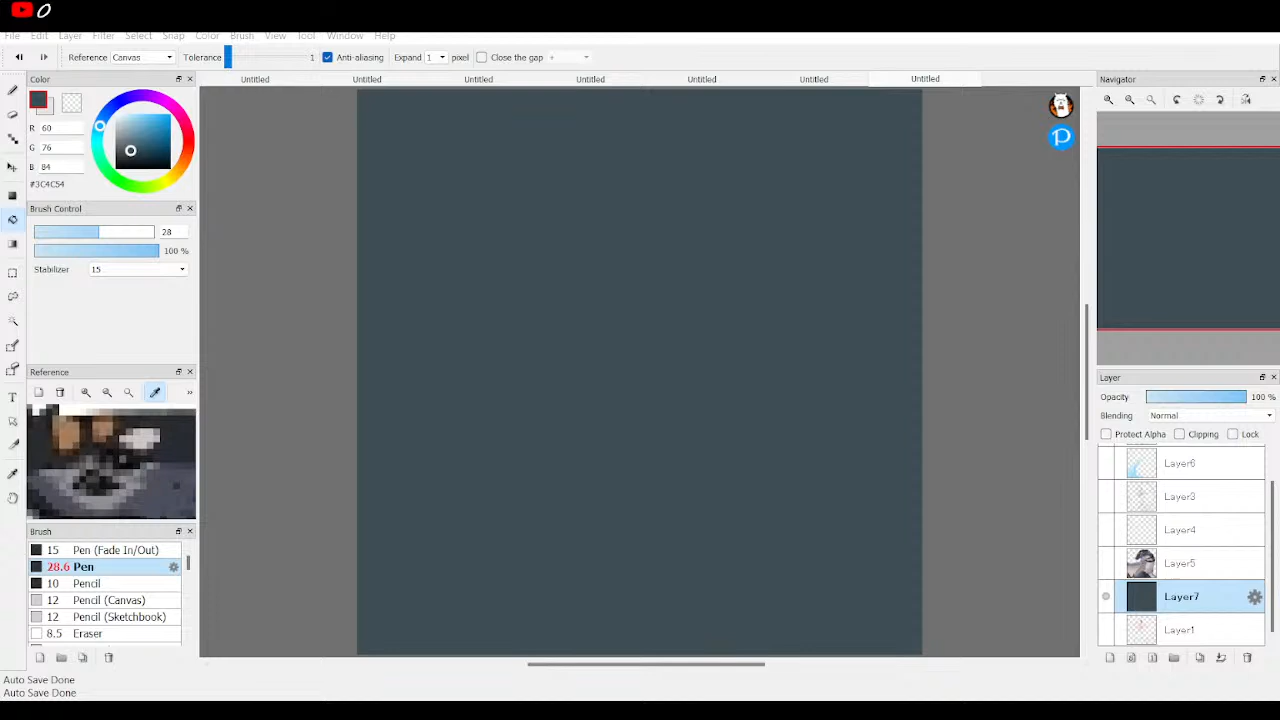 0
File Edit Layer Filter Select Snap Color Brush View Tool Window Help
Reference Canvas Tolerance 1 Anti-aliasing Expand 1 pixel Close the gap
Untitled Untitled Untitled Untitled Untitled Untitled Untitled
Color
R 60
G 76
B 84
#3C4C54
Brush Control
28
100 %
Stabilizer 15
Reference
Brush
15 Pen (Fade In/Out)
28.6 Pen
10 Pencil
12 Pencil (Canvas)
12 Pencil (Sketchbook)
8.5 Eraser
Auto Save Done
Auto Save Done
Navigator
Layer
Opacity 100 %
Blending Normal
Protect Alpha Clipping Lock
Layer6
Layer3
Layer4
Layer5
Layer7
Layer1